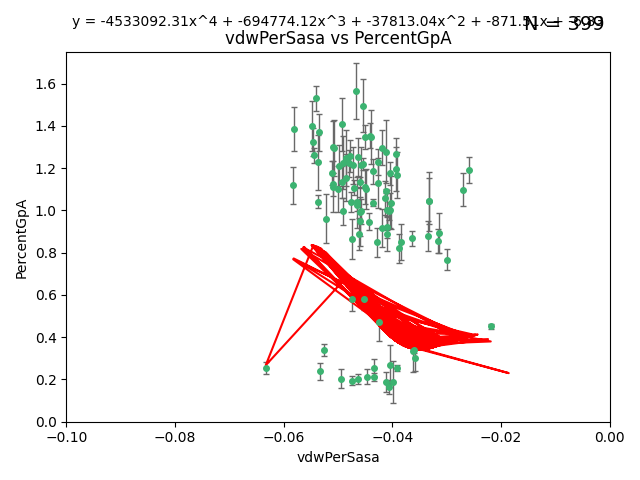 y = -4533092.31x^4 + -694774.12x^3 + -37813.04x^2 + -871.51x +
N = 399
vdwPerSasa vs PercentGpA
PercentGpA
1.6
1.4
1.2
1.0
0.8
0.6
0.4
0.2
0.0
−0.10 −0.08 −0.06 −0.04 −0.02 0.00
vdwPerSasa